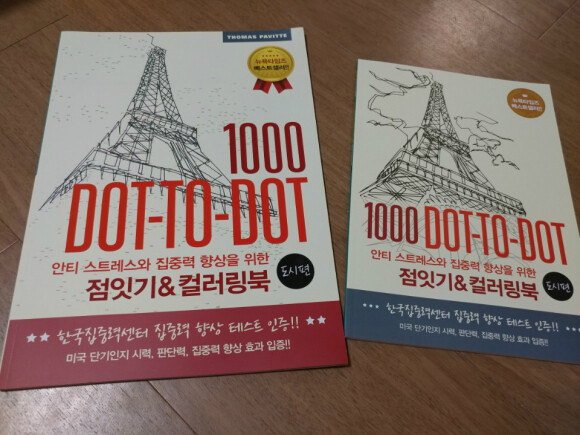 THOMAS PAVITTE
뉴욕타임즈
베스트셀러!!
1000
DOT-TO-DOT
안티 스트레스와 집중력 향상을 위한
점잇기&컬러링북
도시편
한국집중력센터 집중력 향상 테스트 인증!!
미국 단기인지 시력, 판단력, 집중력 향상 효과 입증!!
뉴욕타임즈
베스트셀러!!
1000 DOT-TO-DOT
안티 스트레스와 집중력 향상을 위한
점잇기&컬러링북
도시편
한국집중력센터 집중력 향상 테스트 인증!!
미국 단기인지 시력, 판단력, 집중력 향상 효과 입증!!